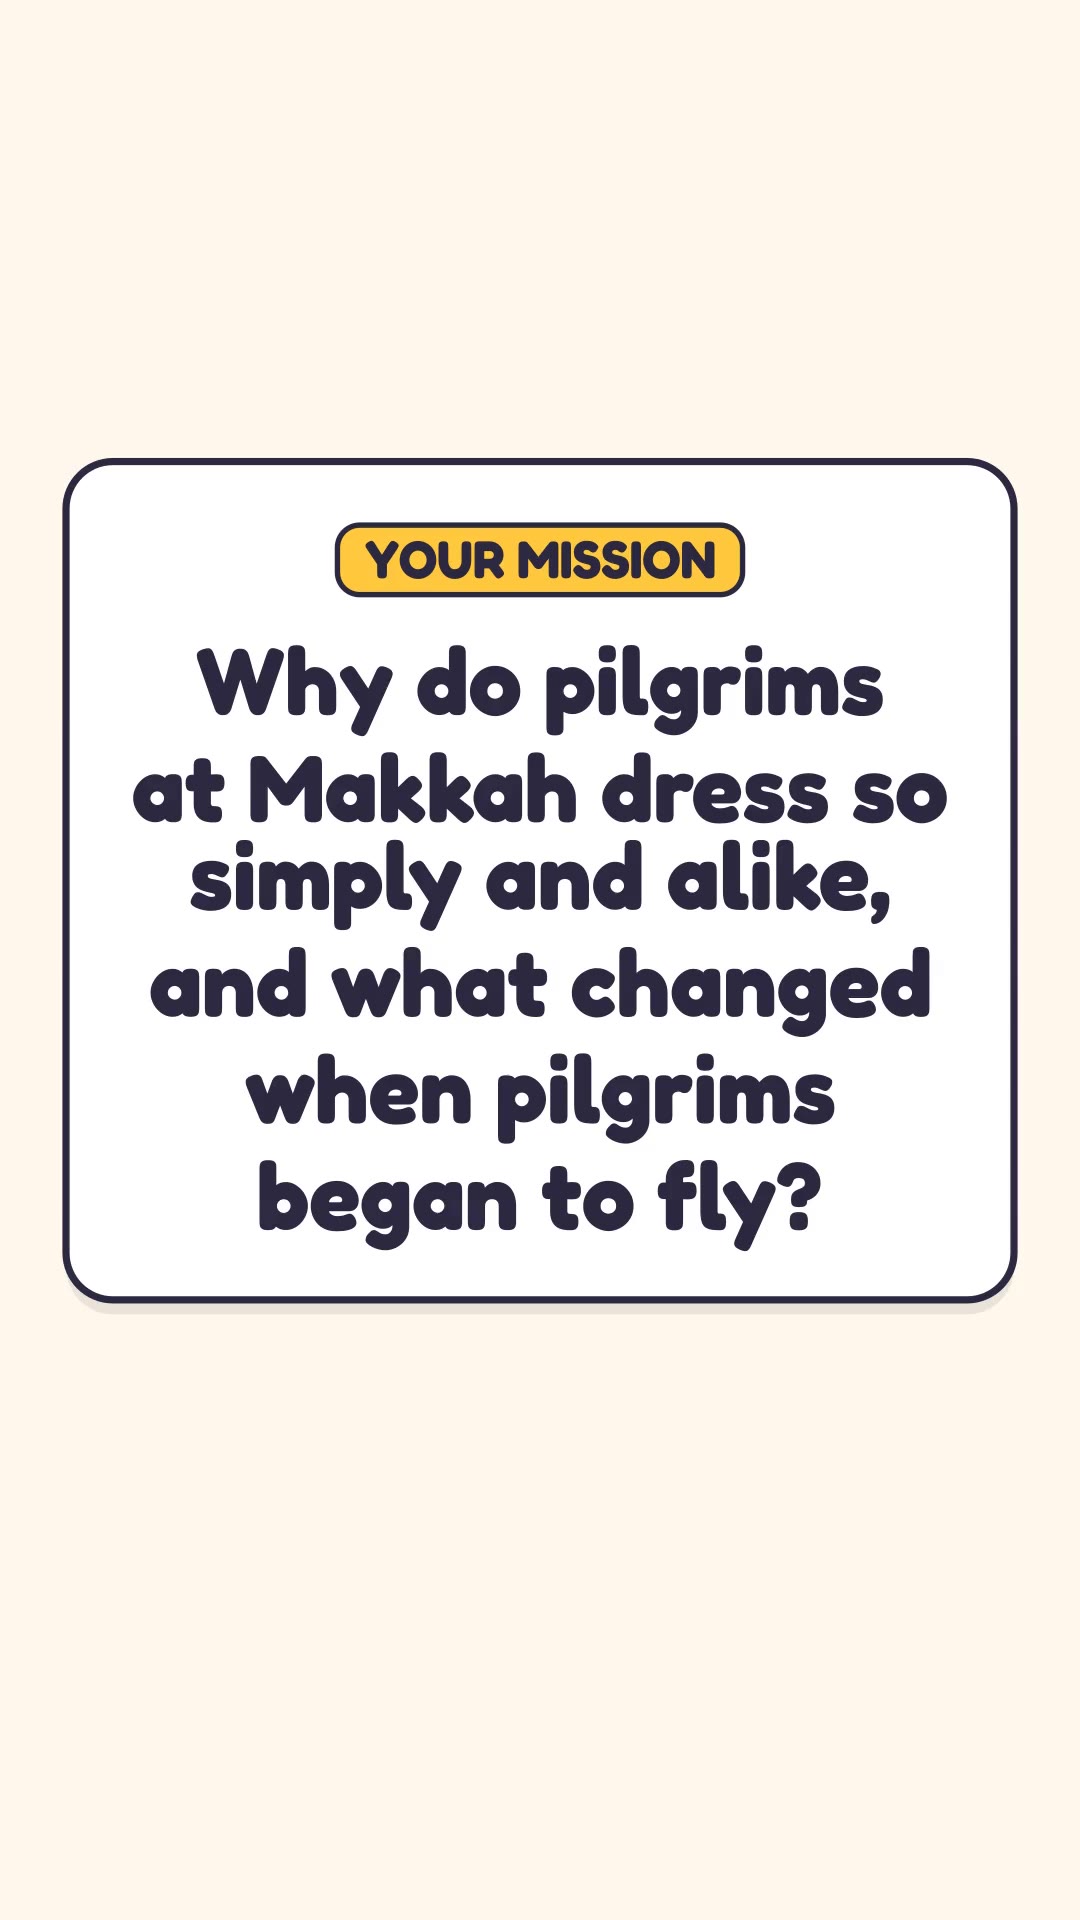 YOUR MISSION
Why do pilgrims
at Makkah dress so
simply and alike,
and what changed
when pilgrims
began to fly?